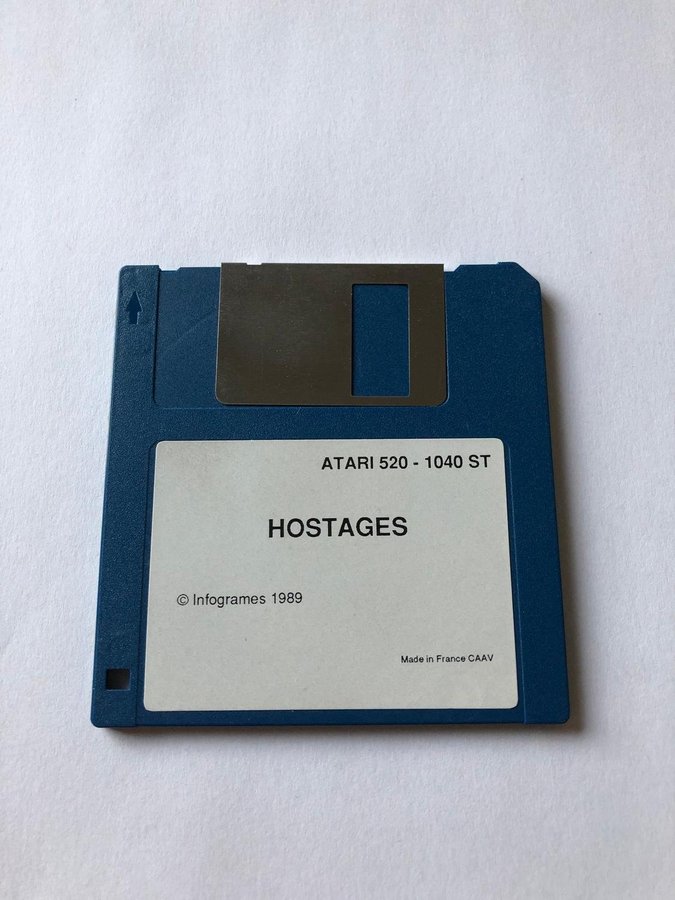 ATARI 520 - 1040 ST
HOSTAGES
© Infogrames 1989
Made in France CAAV